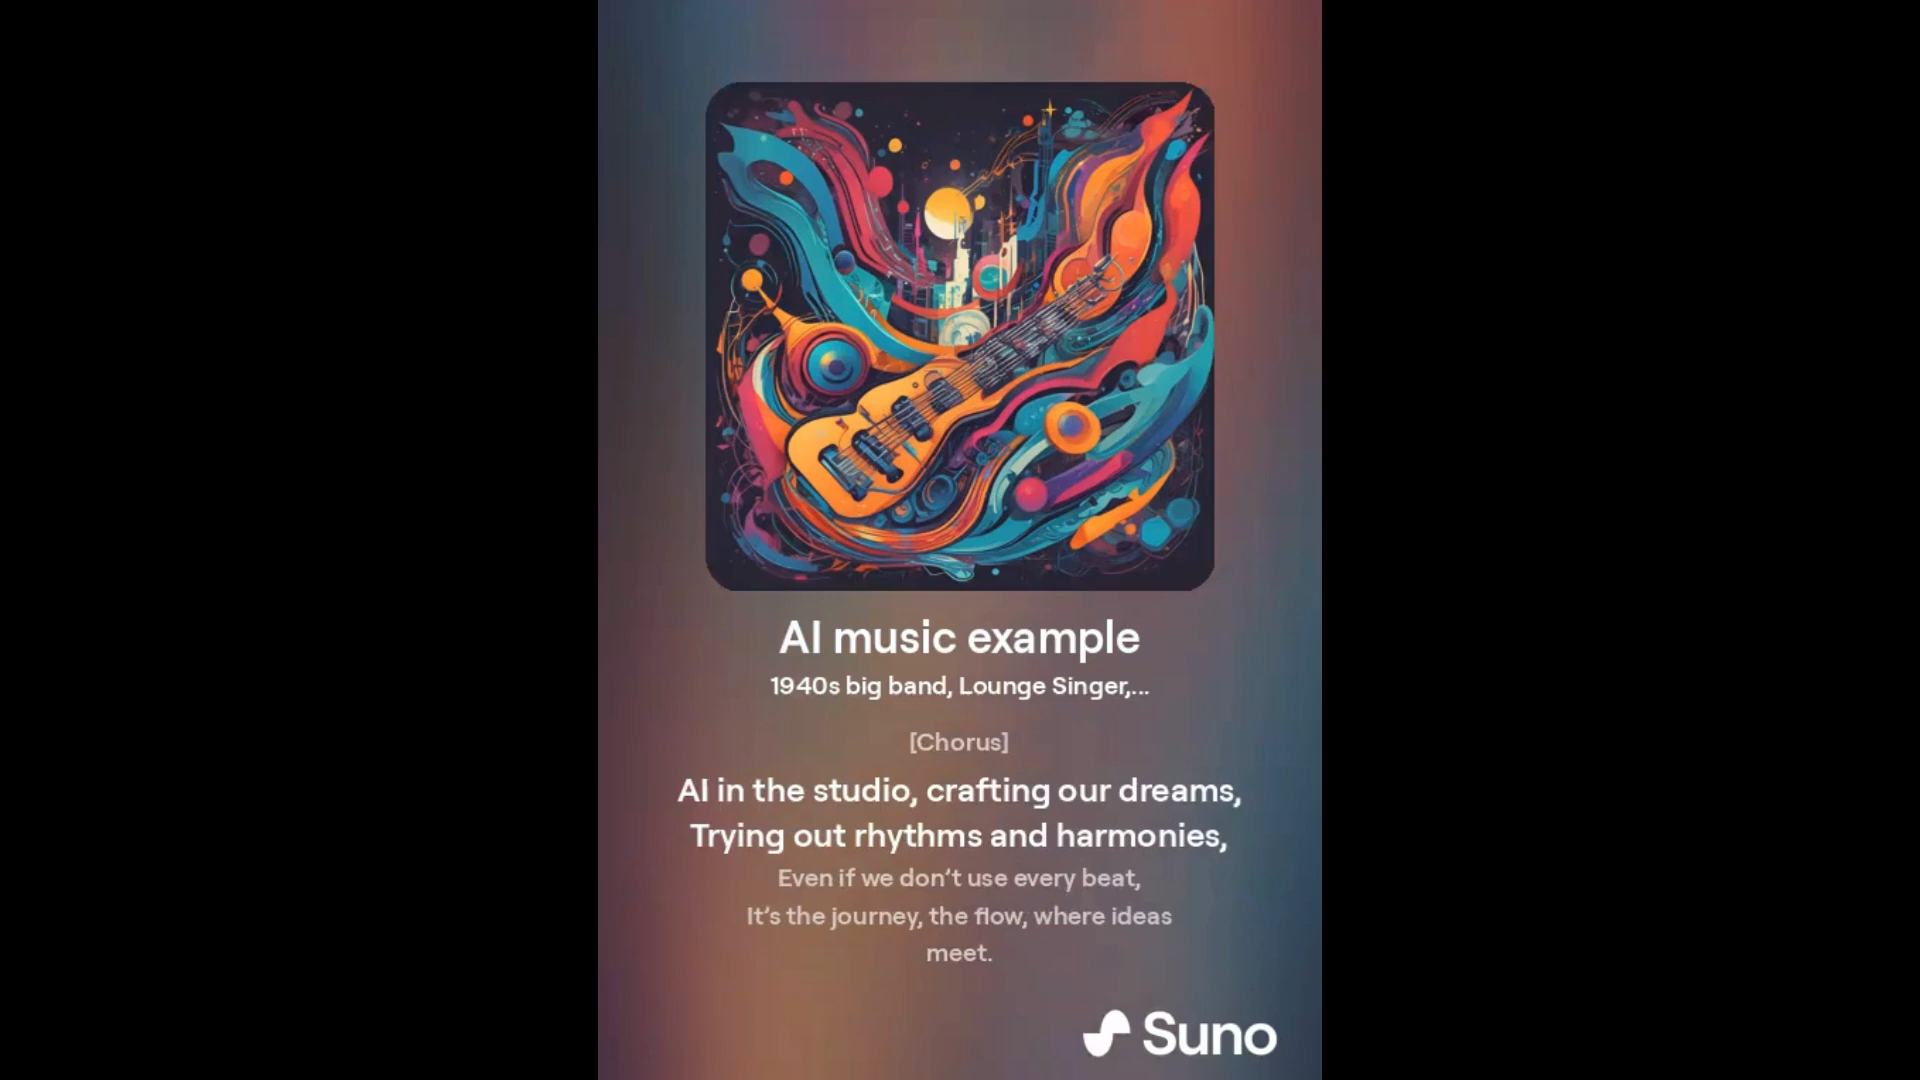 AI music example
1940s big band, Lounge Singer,...
[Chorus]
AI in the studio, crafting our dreams,
Trying out rhythms and harmonies,
Even if we don’t use every beat,
It’s the journey, the flow, where ideas
meet.
Suno